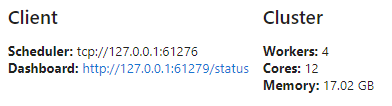 Client
Scheduler: tcp://127.0.0.1:61276
Dashboard: http://127.0.0.1:61279/status
Cluster
Workers: 4
Cores: 12
Memory: 17.02 GB